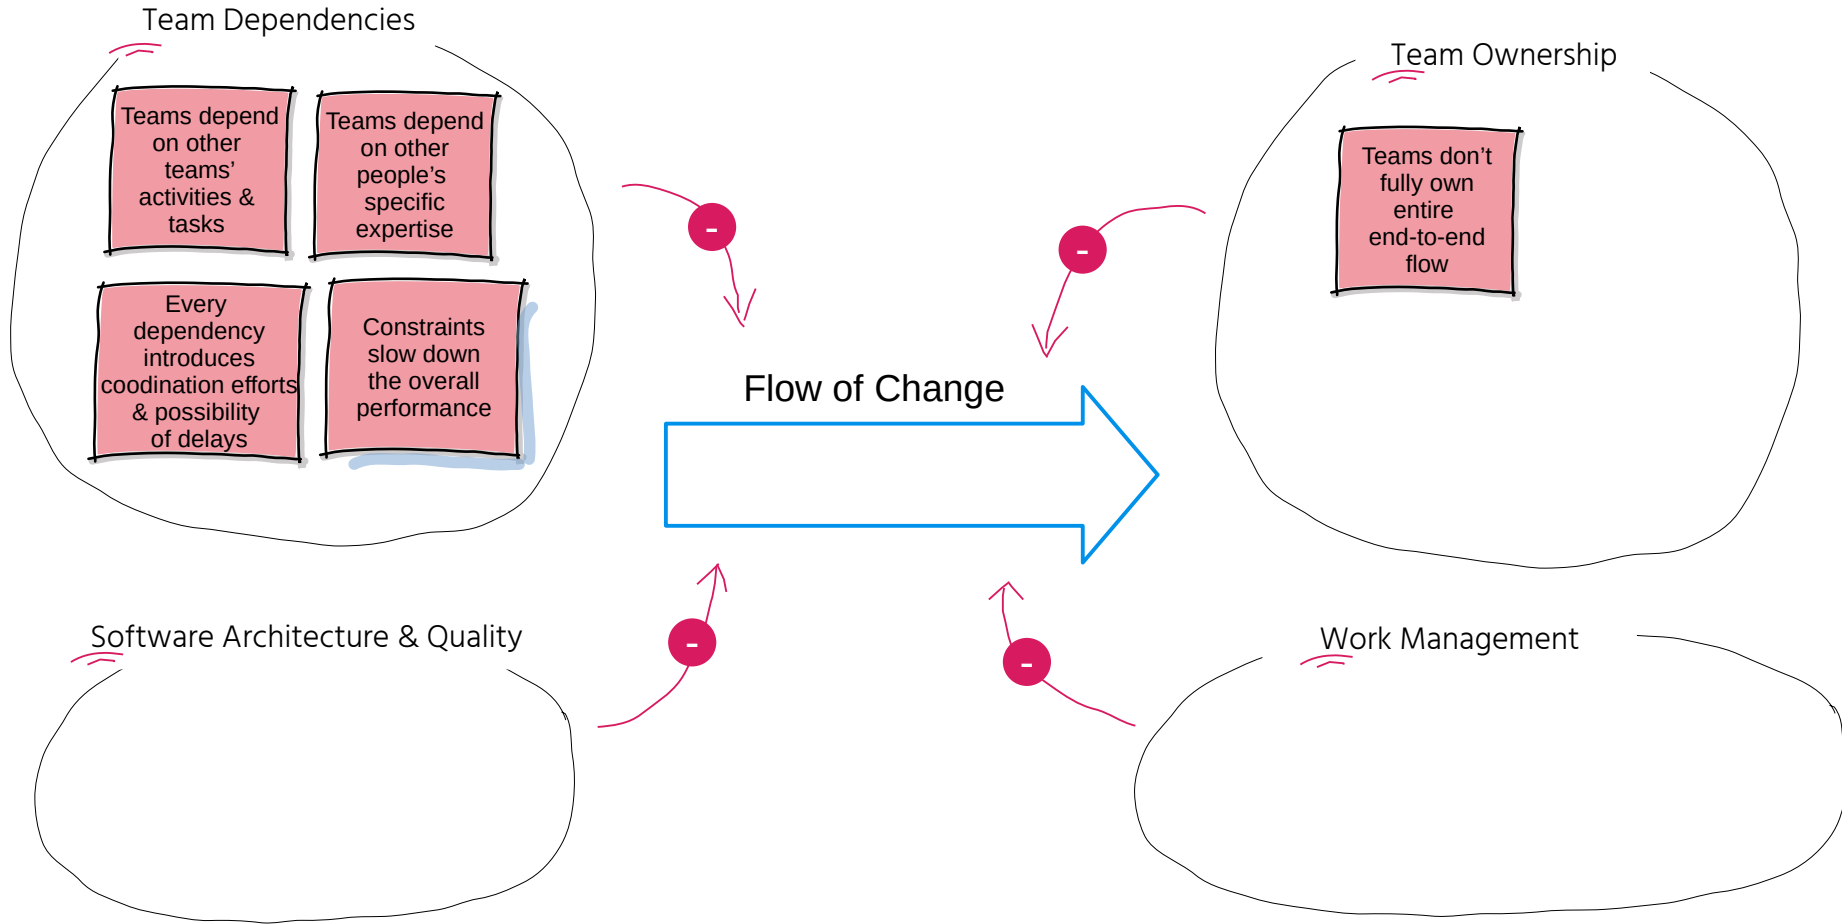 Team Dependencies
Teams depend
on other
teams’
activities &
tasks
Teams depend
on other
people’s
specific
expertise
Every
dependency
introduces
coodination efforts
& possibility
of delays
Constraints
slow down
the overall
performance
-
-
Team Ownership
Teams don’t
fully own
entire
end-to-end
flow
Flow of Change
Software Architecture & Quality
-
-
Work Management